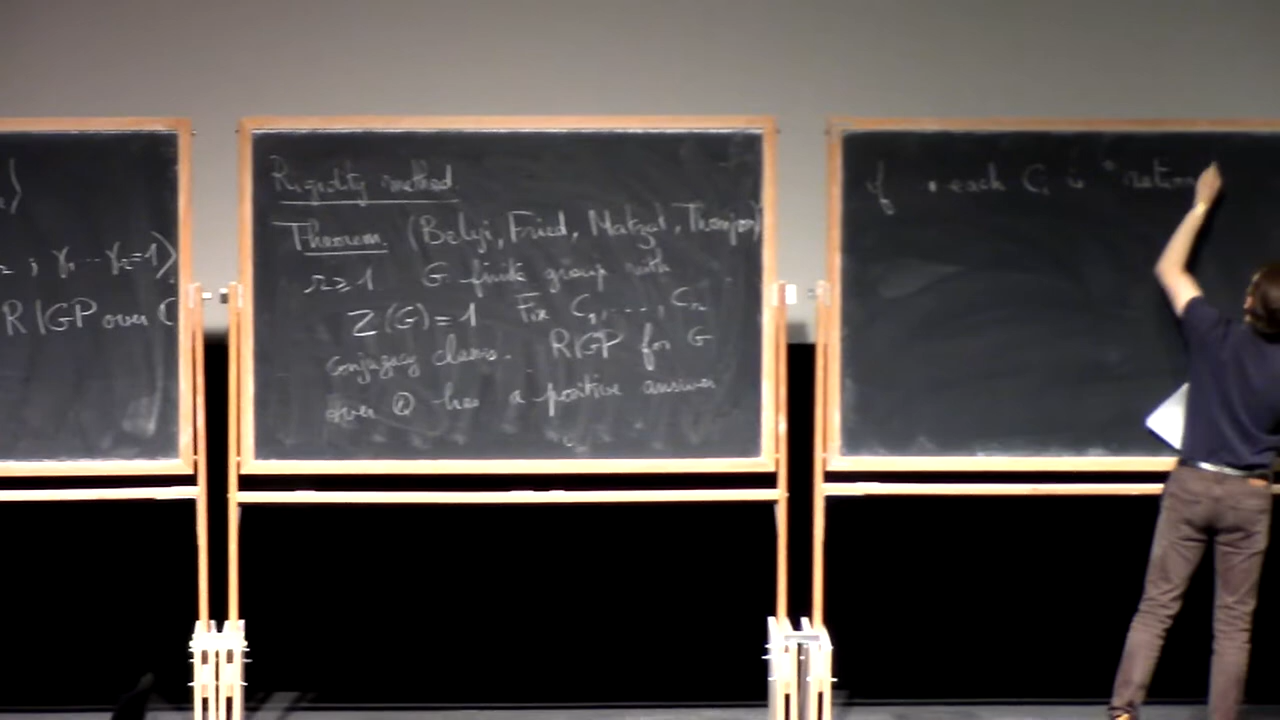 γ₁...γᵣ=1⟩
RIGP over
Rigidity method
Theorem. (Belyi, Fried, Matzat, Thompson)
r≥1 G finite group with
Z(G)=1 Fix C₁,...,Cᵣ
conjugacy classes. RIGP for G
over ℚ has a positive answer
if • each Cᵢ is "ration